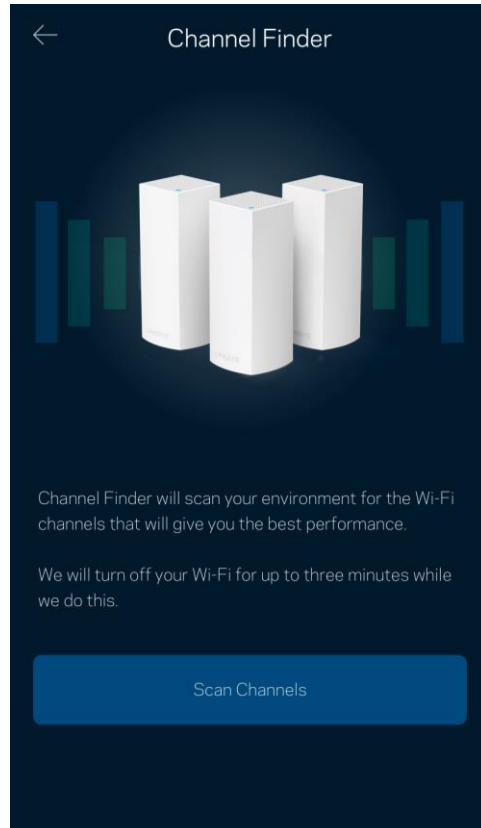 Channel Finder
Channel Finder will scan your environment for the Wi-Fi
channels that will give you the best performance.
We will turn off your Wi-Fi for up to three minutes while
we do this.
Scan Channels